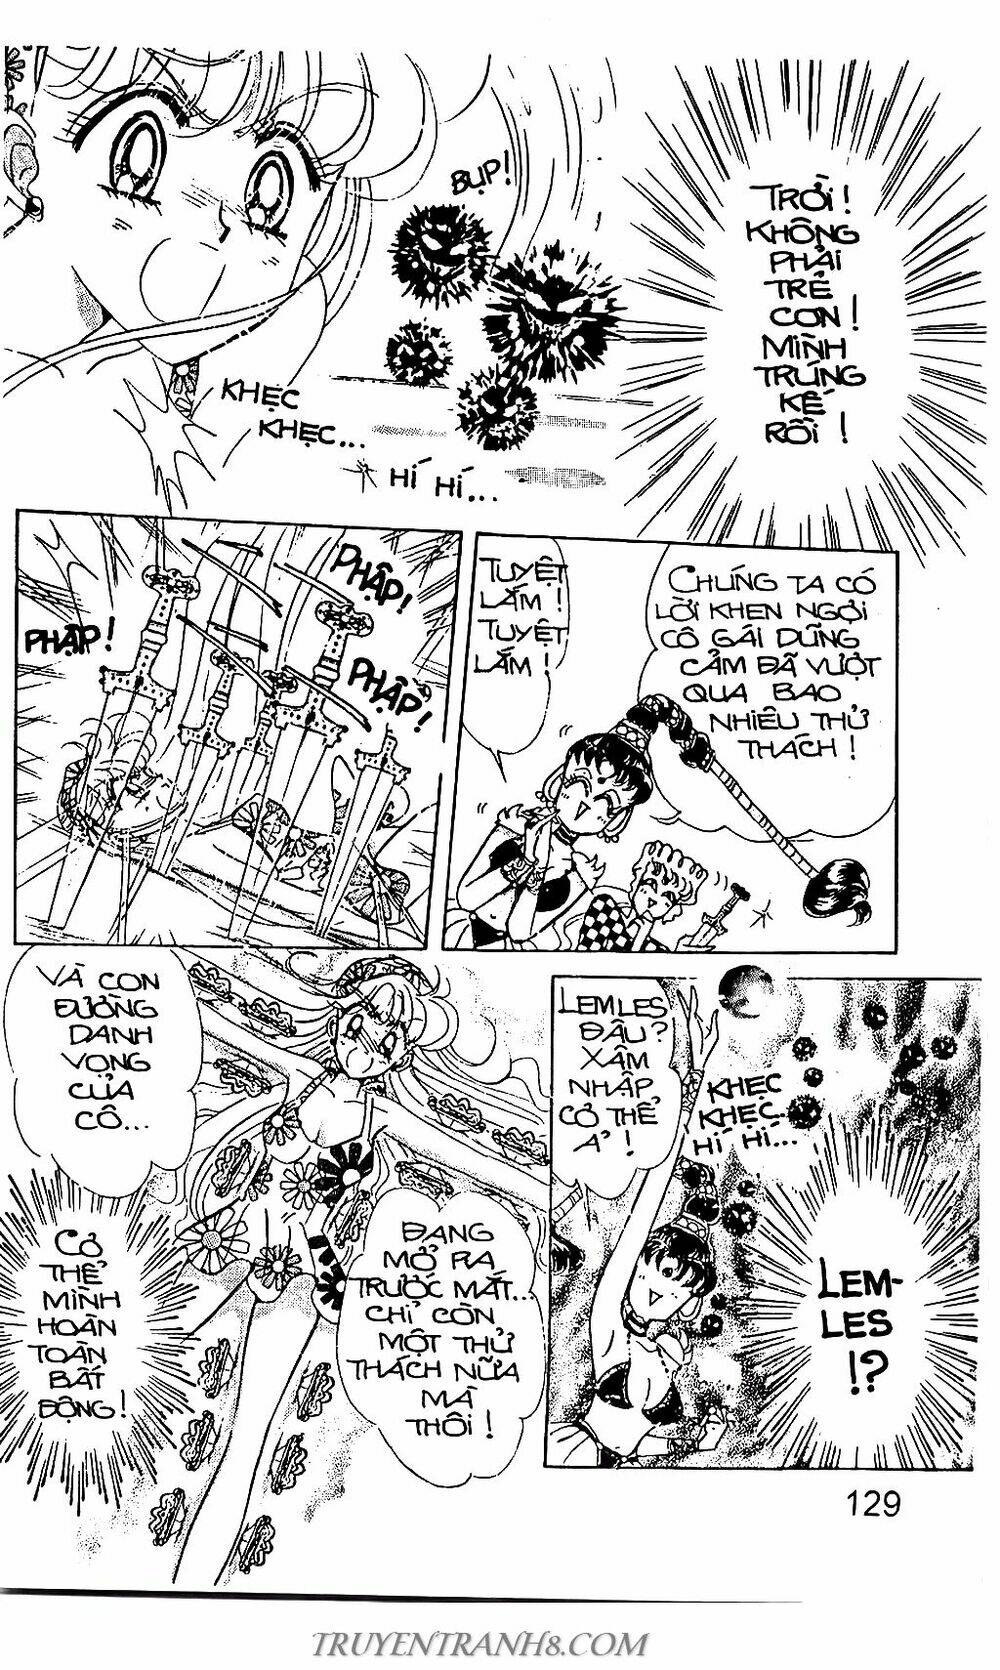 BỤP!
TRỜI!
KHÔNG
PHẢI
TRẺ
CON!
MÌNH
TRÚNG
KẾ
RỒI!
KHẸC
KHẸC...
HÍ HÍ...
PHẬP!
PHẬP!
PHẬP!
TUYỆT
LẮM!
TUYỆT
LẮM!
CHÚNG TA CÓ
LỜI KHEN NGỢI
CÔ GÁI DŨNG
CẢM ĐÃ VƯỢT
QUA BAO
NHIÊU THỬ
THÁCH!
VÀ CON
ĐƯỜNG
DANH
VỌNG
CỦA
CÔ...
ĐANG
MỞ RA
TRƯỚC MẮT...
CHỈ CÒN
MỘT THỬ
THÁCH NỮA
MÀ
THÔI!
CƠ
THỂ
MÌNH
HOÀN
TOÀN
BẤT
ĐỘNG!
LEMLES
ĐÂU?
XÂM
NHẬP
CƠ THỂ
Ả!
KHẸC
KHẸC.
HÍ HÍ...
LEM-
LES
!?
129
TRUYENTRANH8.COM